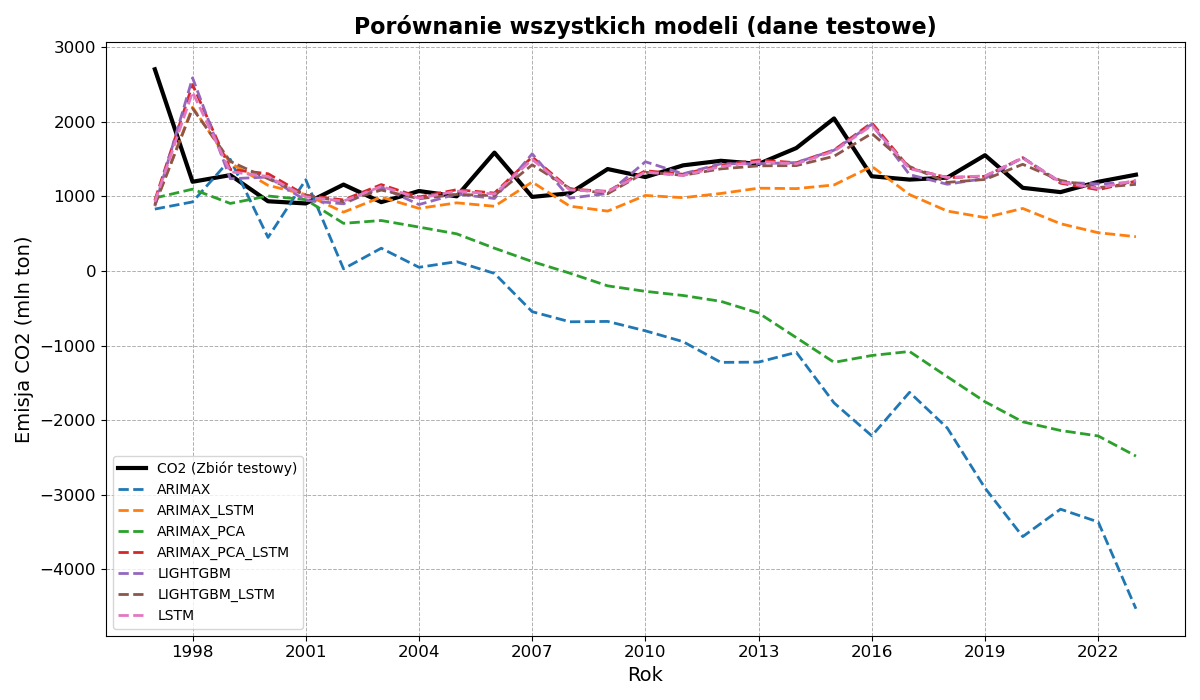 Porównanie wszystkich modeli (dane testowe)
Emisja CO2 (mln ton)
3000
2000
1000
0
−1000
−2000
−3000
−4000
CO2 (Zbiór testowy)
ARIMAX
ARIMAX_LSTM
ARIMAX_PCA
ARIMAX_PCA_LSTM
LIGHTGBM
LIGHTGBM_LSTM
LSTM
1998 2001 2004 2007 2010 2013 2016 2019 2022
Rok